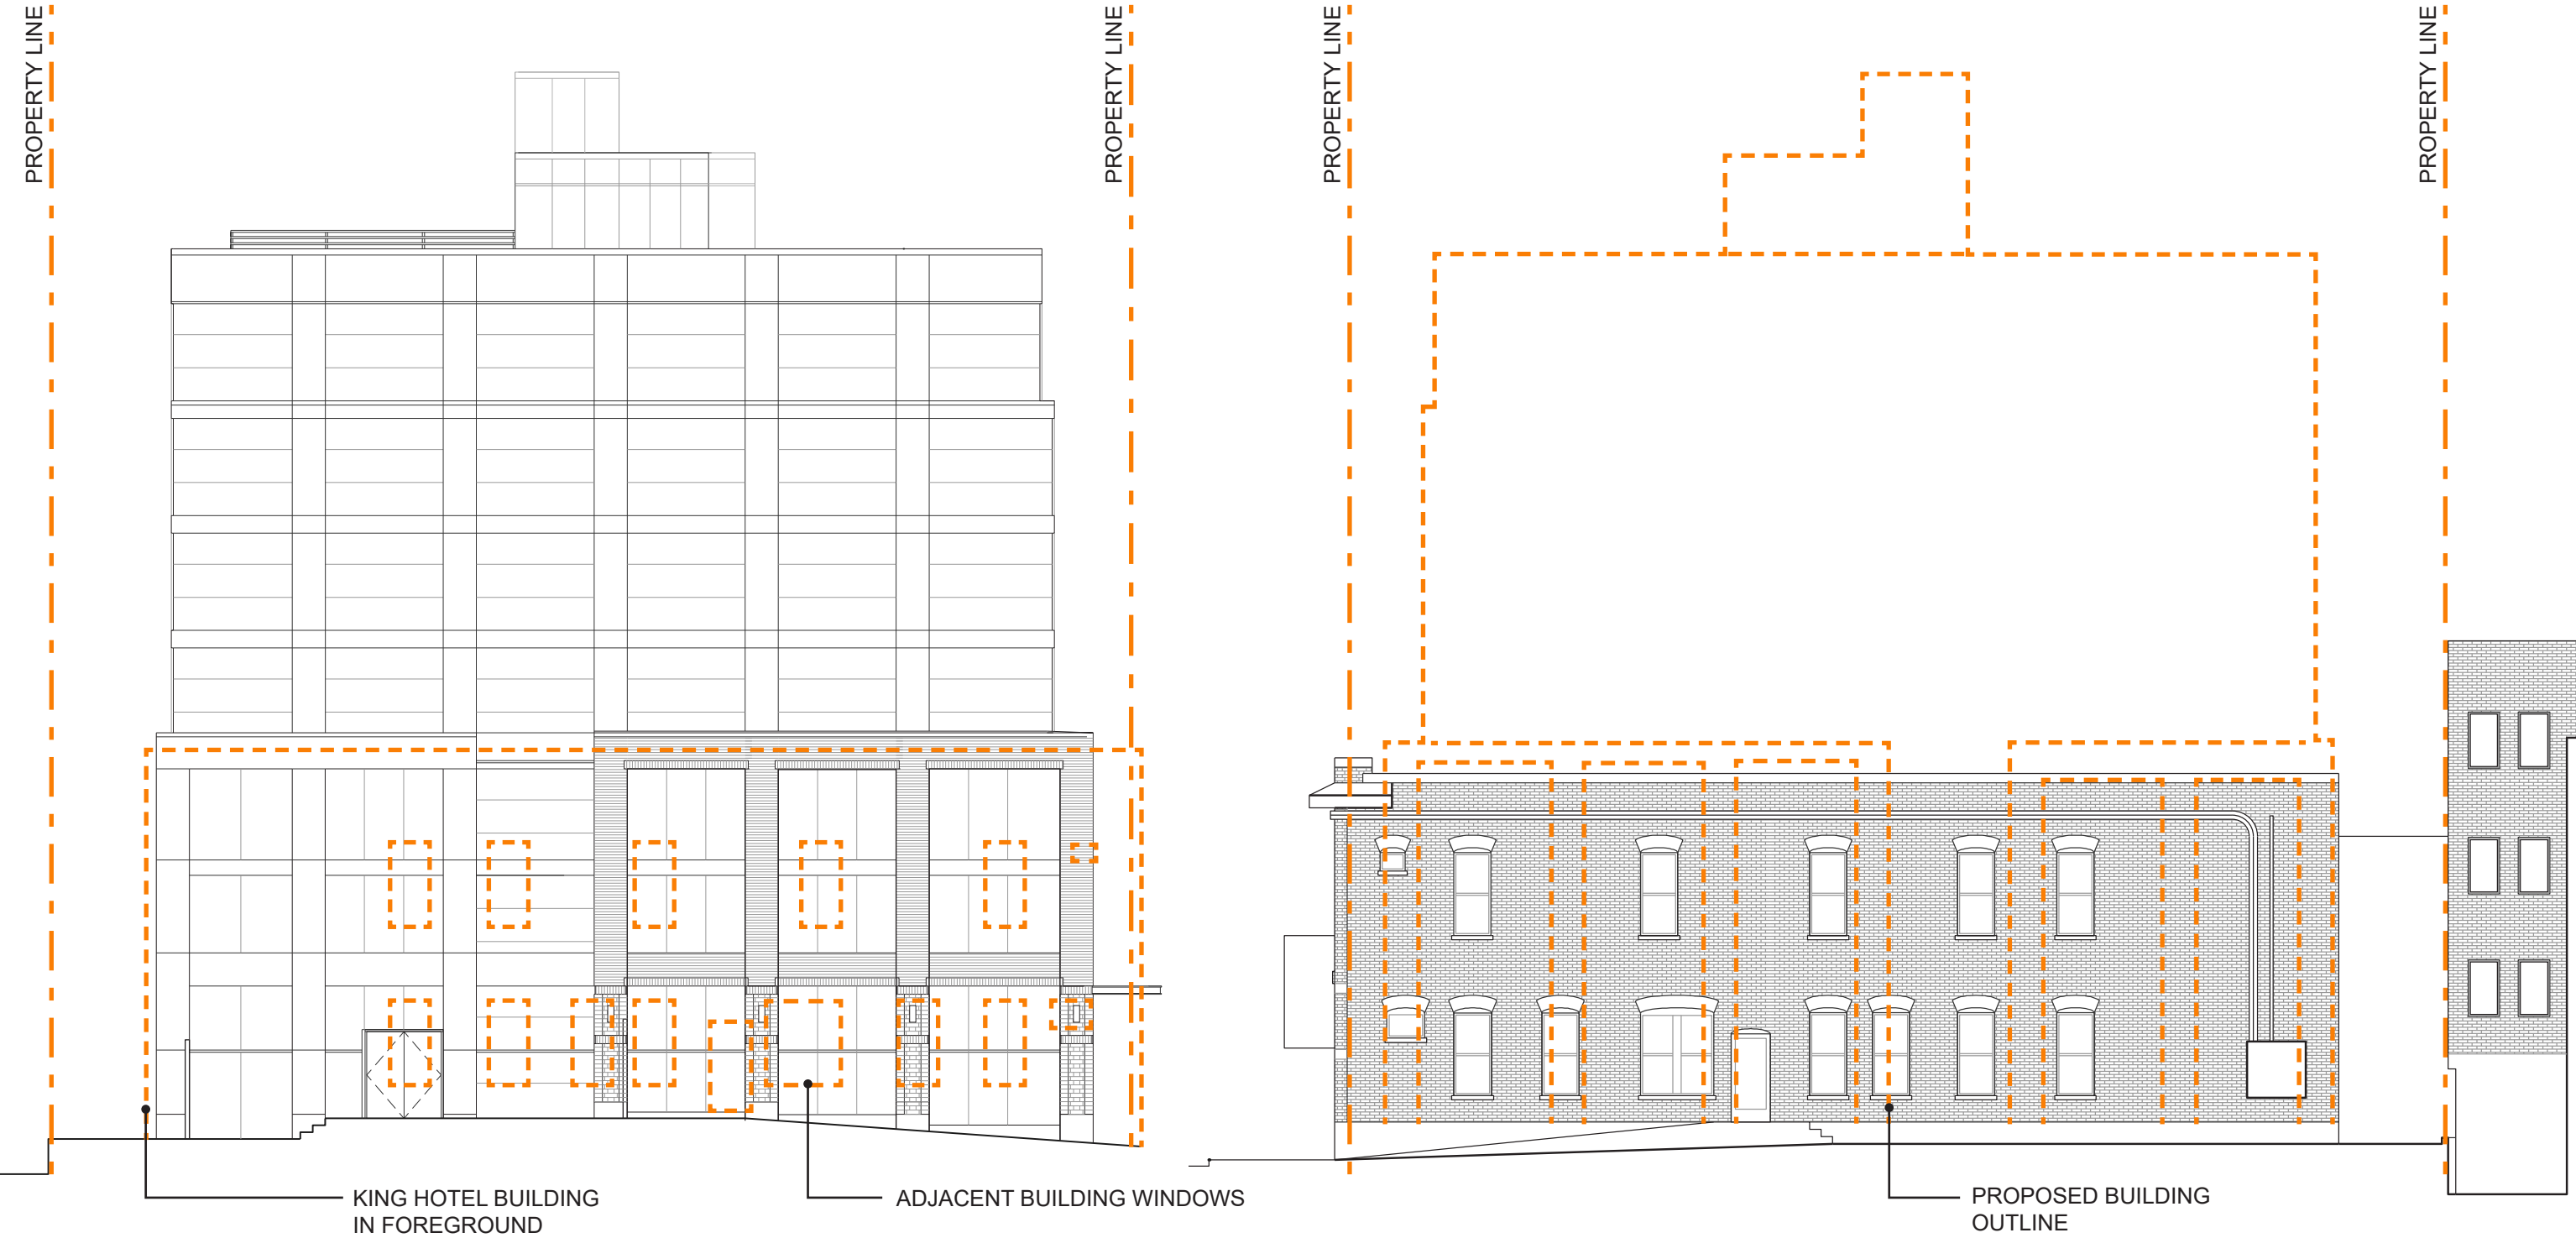 PROPERTY LINE
PROPERTY LINE
PROPERTY LINE
PROPERTY LINE
KING HOTEL BUILDING
IN FOREGROUND
ADJACENT BUILDING WINDOWS
PROPOSED BUILDING
OUTLINE